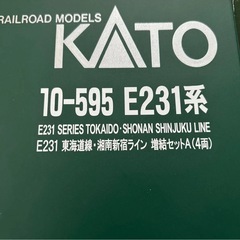 RAILROAD MODELS
KATO
10-595 E231系
E231 SERIES TOKAIDO·SHONAN SHINJUKU LINE
E231 東海道線・湘南新宿ライン 増結セットA(4両)